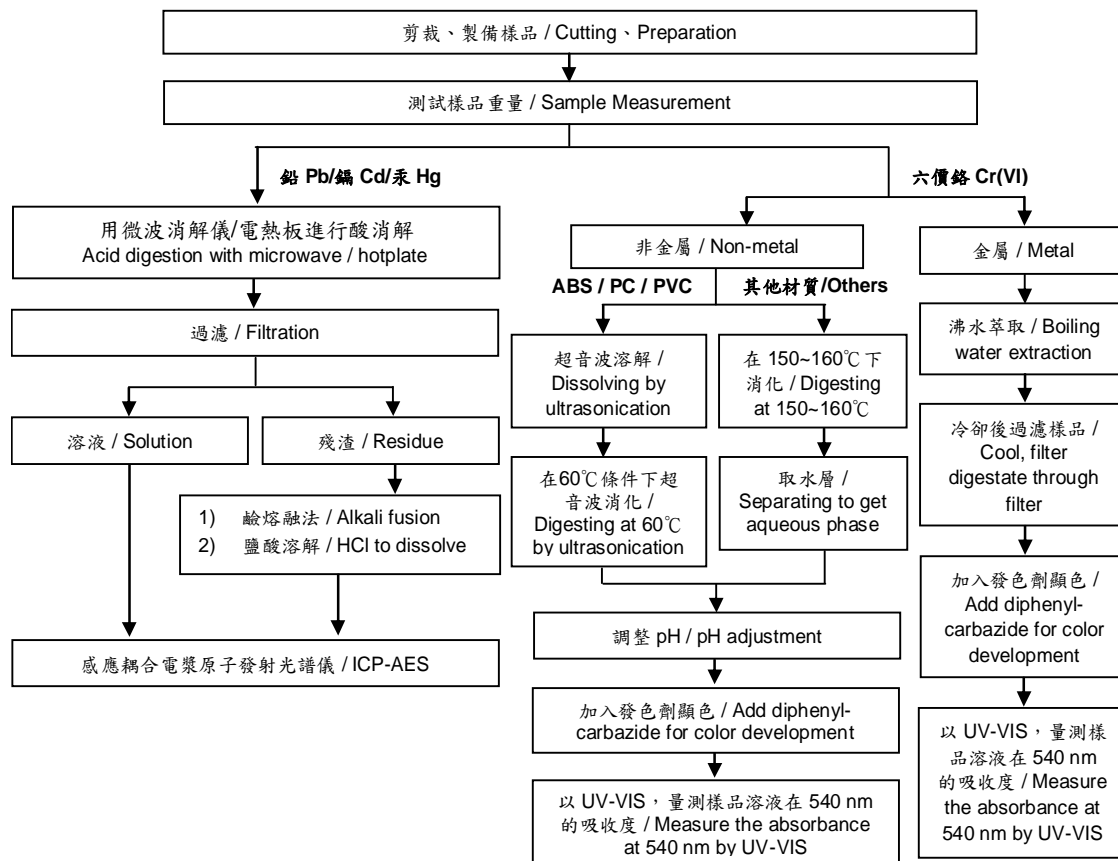 剪裁、製備樣品 / Cutting、Preparation
測試樣品重量 / Sample Measurement
鉛 Pb/鎘 Cd/汞 Hg
六價鉻 Cr(VI)
用微波消解儀/電熱板進行酸消解
Acid digestion with microwave / hotplate
過濾 / Filtration
溶液 / Solution
殘渣 / Residue
1) 鹼熔融法 / Alkali fusion
2) 鹽酸溶解 / HCl to dissolve
感應耦合電漿原子發射光譜儀 / ICP-AES
非金屬 / Non-metal
ABS / PC / PVC
其他材質/Others
超音波溶解 /
Dissolving by
ultrasonication
在60℃條件下超
音波消化 /
Digesting at 60℃
by ultrasonication
在 150~160℃下
消化 / Digesting
at 150~160℃
取水層 /
Separating to get
aqueous phase
調整 pH / pH adjustment
加入發色劑顯色 / Add diphenyl-
carbazide for color development
以 UV-VIS，量測樣品溶液在 540 nm
的吸收度 / Measure the absorbance
at 540 nm by UV-VIS
金屬 / Metal
沸水萃取 / Boiling
water extraction
冷卻後過濾樣品 /
Cool, filter
digestate through
filter
加入發色劑顯色 /
Add diphenyl-
carbazide for color
development
以 UV-VIS，量測樣
品溶液在 540 nm
的吸收度 / Measure
the absorbance at
540 nm by UV-VIS